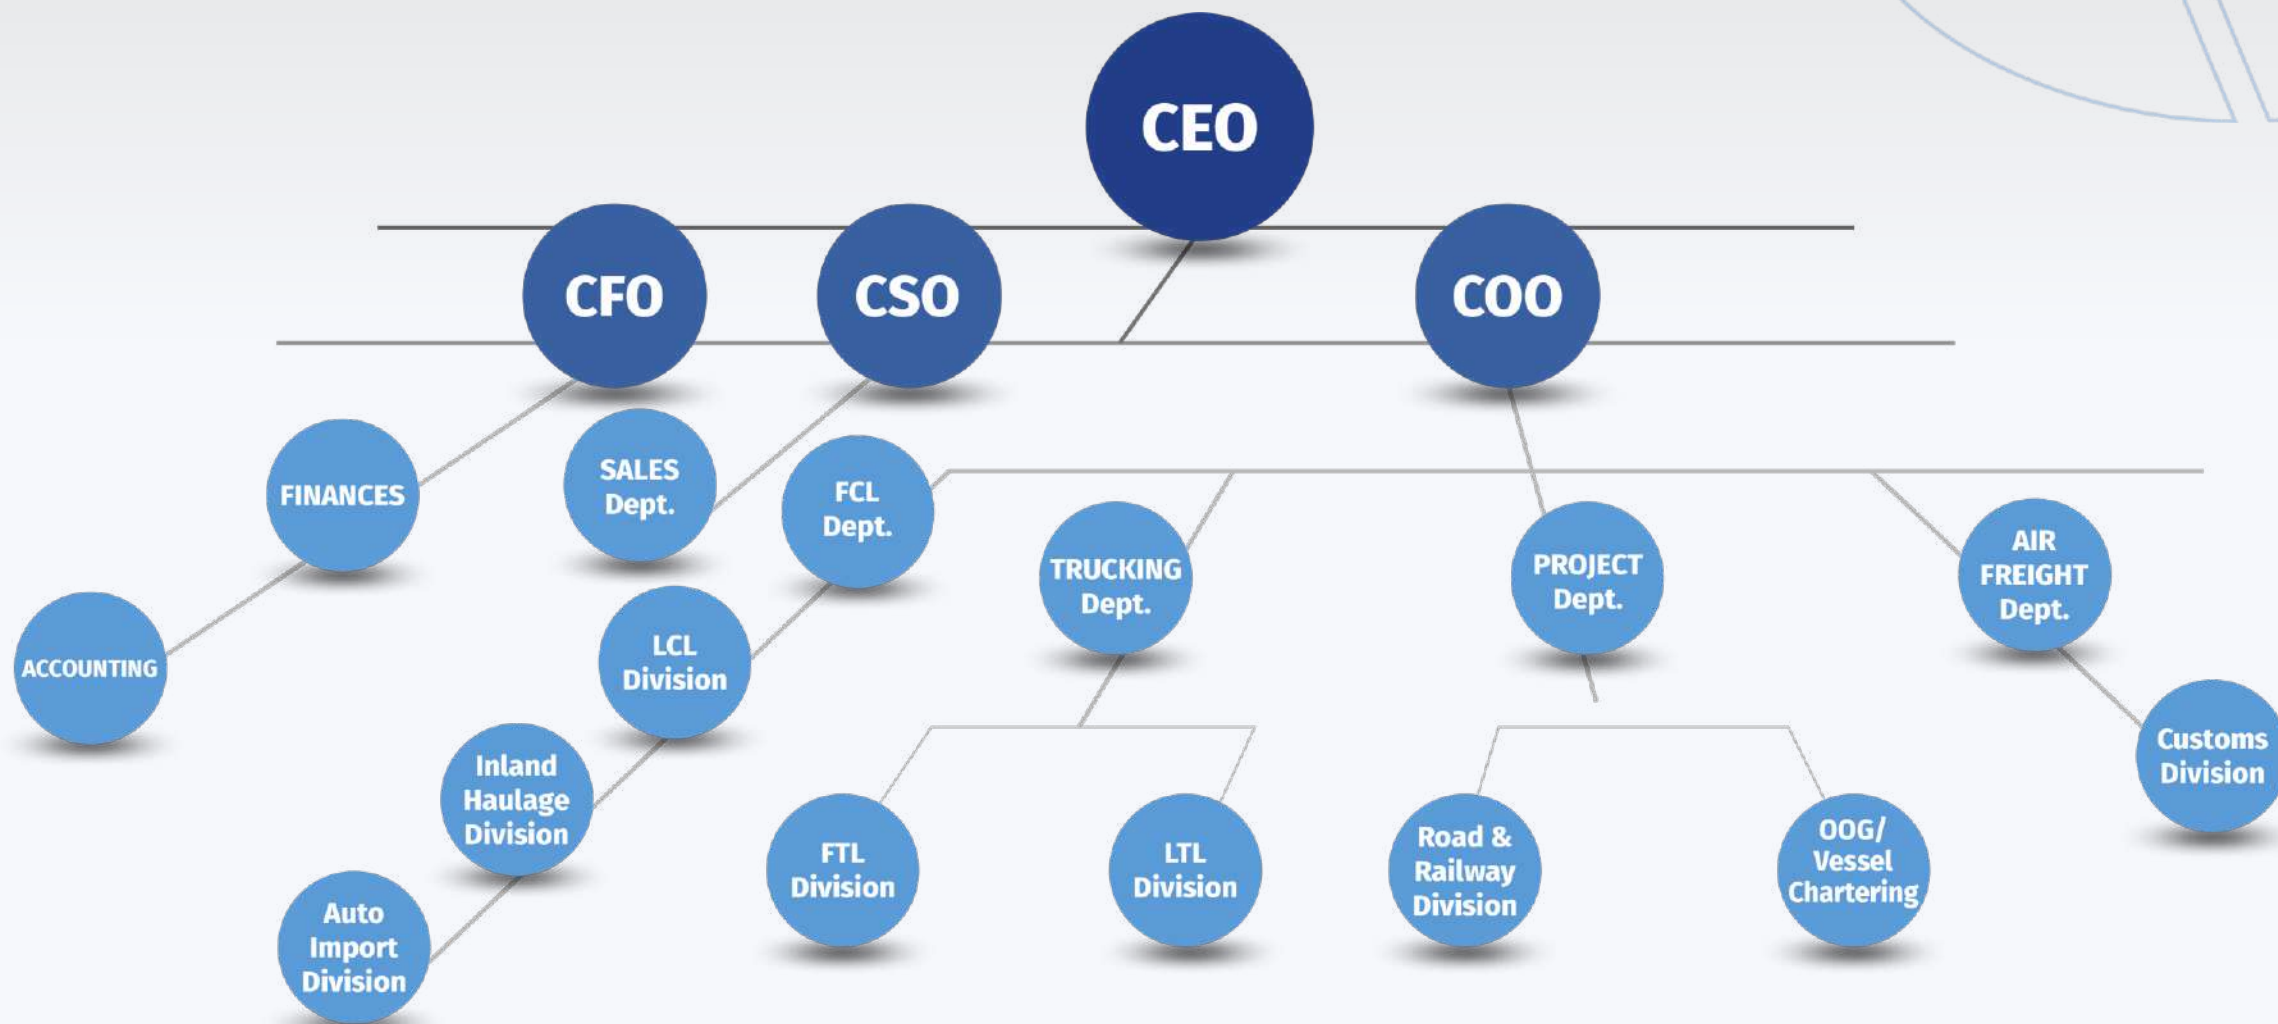 CEO
CFO
CSO
COO
FINANCES
SALES
Dept.
FCL
Dept.
TRUCKING
Dept.
PROJECT
Dept.
AIR
FREIGHT
Dept.
ACCOUNTING
LCL
Division
Customs
Division
Inland
Haulage
Division
FTL
Division
LTL
Division
Road &
Railway
Division
OOG/
Vessel
Chartering
Auto
Import
Division